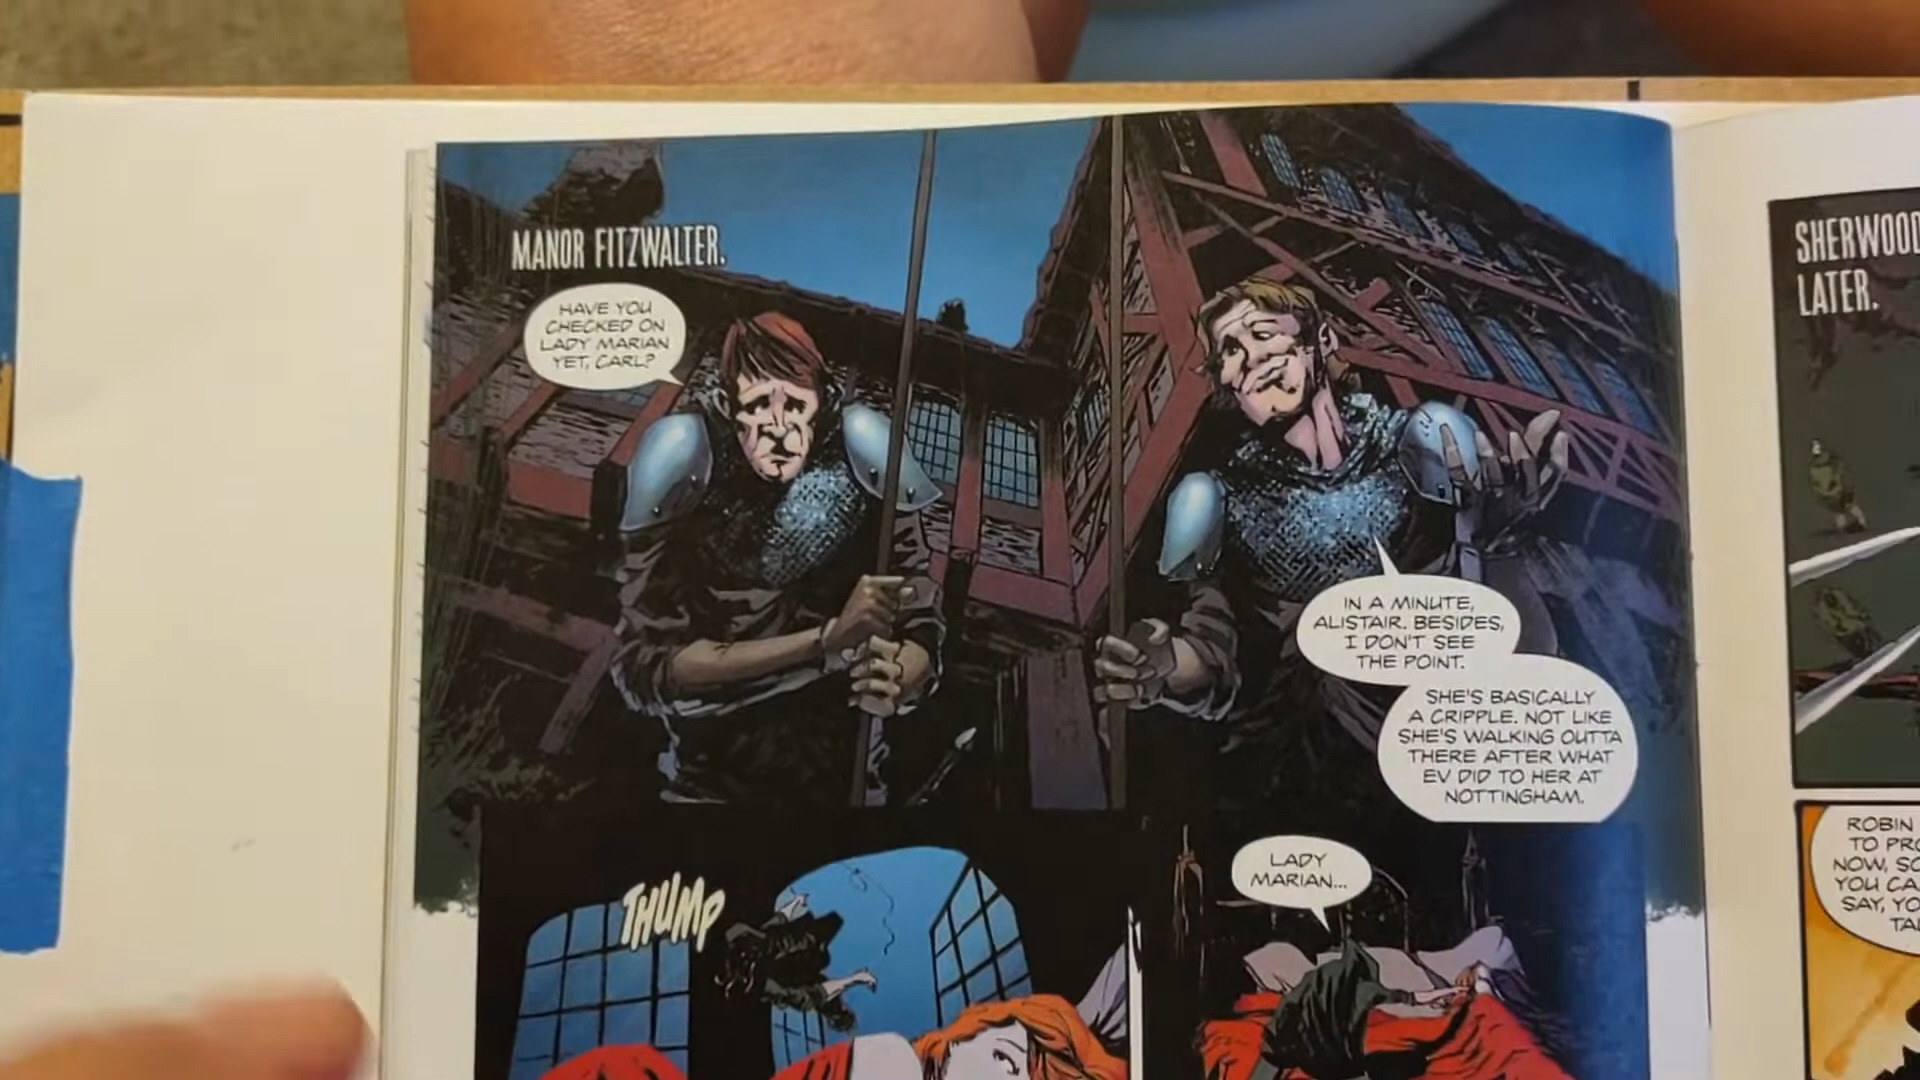 MANOR FITZWALTER.
HAVE YOU
CHECKED ON
LADY MARIAN
YET, CARL?
IN A MINUTE,
ALISTAIR. BESIDES,
I DON'T SEE
THE POINT.
SHE'S BASICALLY
A CRIPPLE. NOT LIKE
SHE'S WALKING OUTTA
THERE AFTER WHAT
EV DID TO HER AT
NOTTINGHAM.
THUMP
LADY
MARIAN...
SHERWOOD
LATER.
ROBIN
TO
NOW,
YOU
SAY,